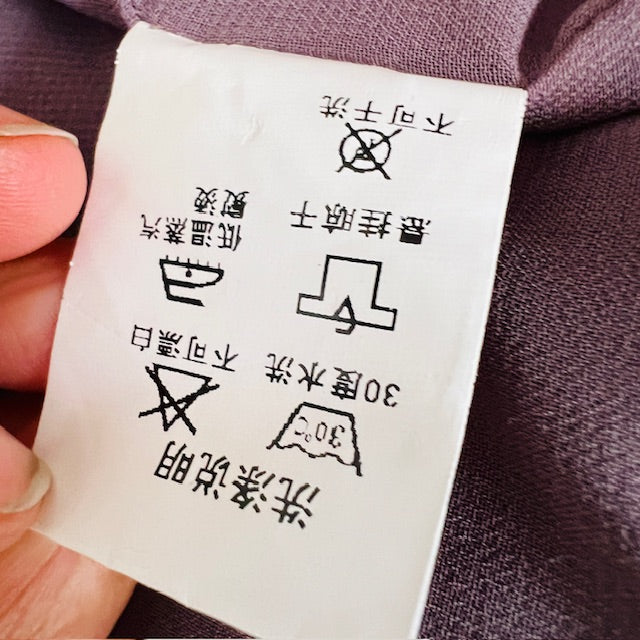 洗涤说明
30℃
30度水洗
不可漂白
悬挂晾干
低温蒸汽
熨烫
不可干洗